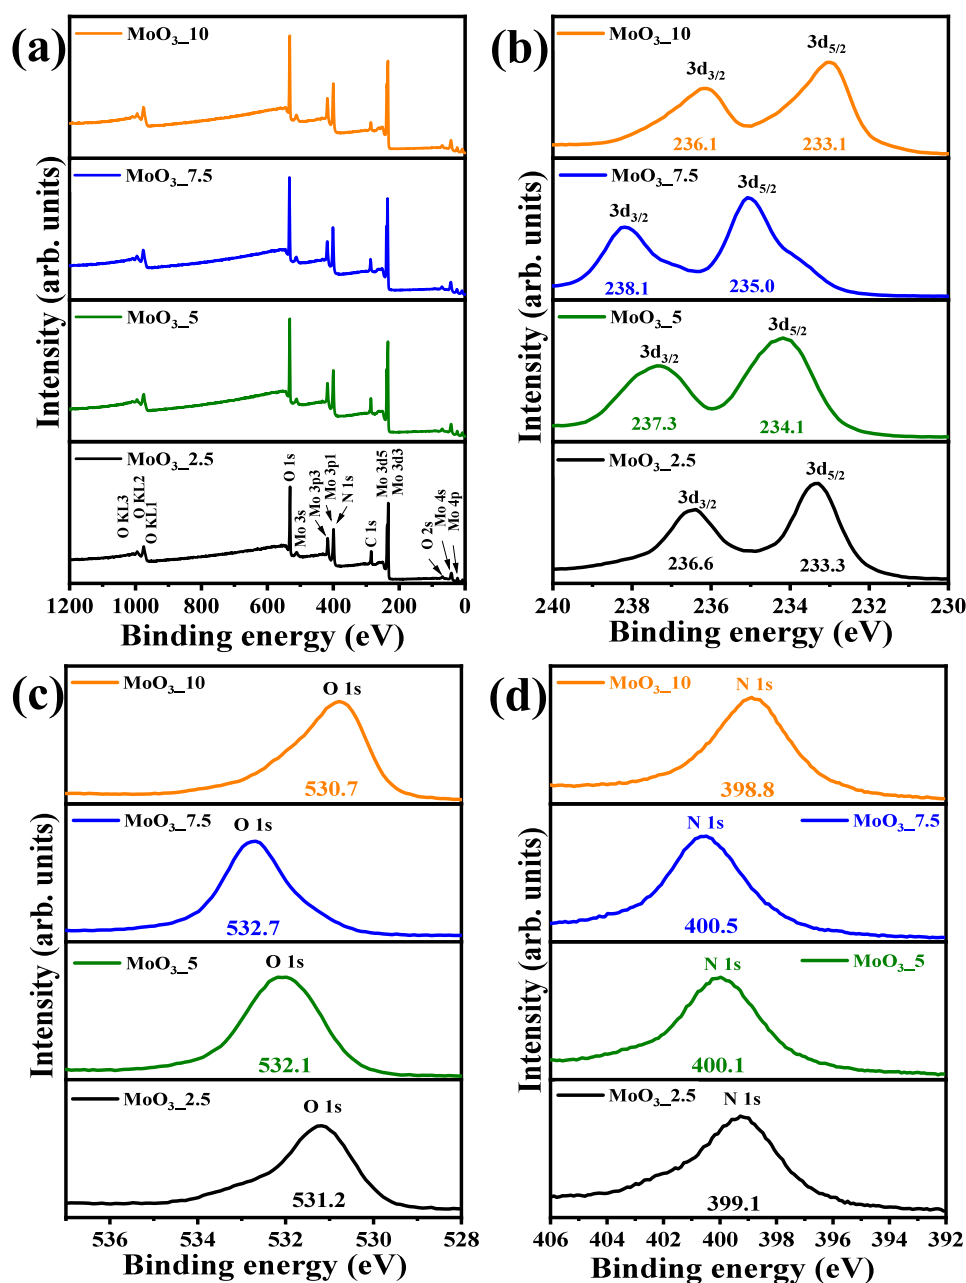 (a)
MoO₃_10
MoO₃_7.5
MoO₃_5
MoO₃_2.5
O KL3
O KL2
O KL1
O 1s
Mo 3s
Mo 3p3
Mo 3p1
N 1s
C 1s
Mo 3d5
Mo 3d3
O 2s
Mo 4s
Mo 4p
1200 1000 800 600 400 200 0
Binding energy (eV)
Intensity (arb. units)
(b)
MoO₃_10
3d₃/₂
3d₅/₂
236.1
233.1
MoO₃_7.5
3d₃/₂
3d₅/₂
238.1
235.0
MoO₃_5
3d₃/₂
3d₅/₂
237.3
234.1
MoO₃_2.5
3d₃/₂
3d₅/₂
236.6
233.3
240 238 236 234 232 230
Binding energy (eV)
Intensity (arb. units)
(c)
MoO₃_10
O 1s
530.7
MoO₃_7.5
O 1s
532.7
MoO₃_5
O 1s
532.1
MoO₃_2.5
O 1s
531.2
536 534 532 530 528
Binding energy (eV)
Intensity (arb. units)
(d)
MoO₃_10
N 1s
398.8
N 1s
MoO₃_7.5
400.5
N 1s
MoO₃_5
400.1
MoO₃_2.5
N 1s
399.1
406 404 402 400 398 396 394 392
Binding energy (eV)
Intensity (arb. units)